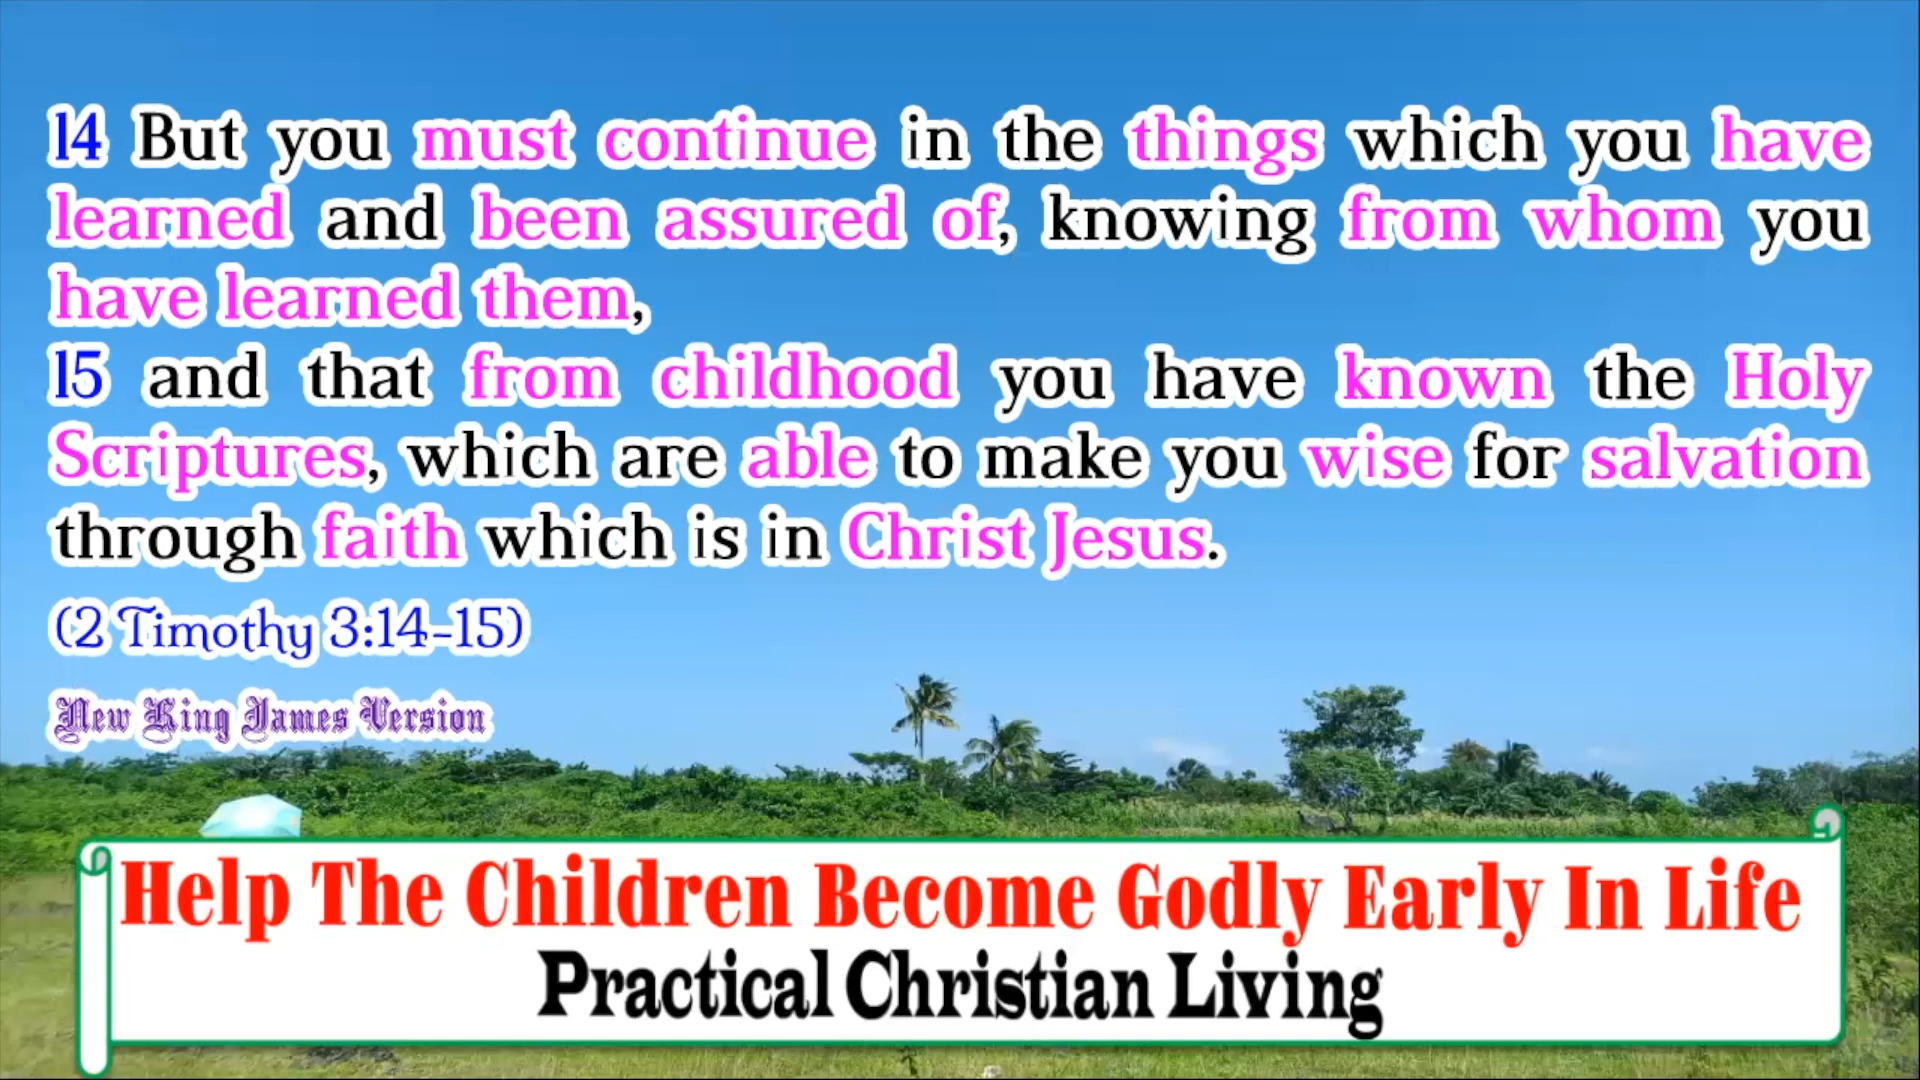 14 But you must continue in the things which you have
learned and been assured of, knowing from whom you
have learned them,
15 and that from childhood you have known the Holy
Scriptures, which are able to make you wise for salvation
through faith which is in Christ Jesus.
(2 Timothy 3:14-15)
New King James Version
Help The Children Become Godly Early In Life
Practical Christian Living